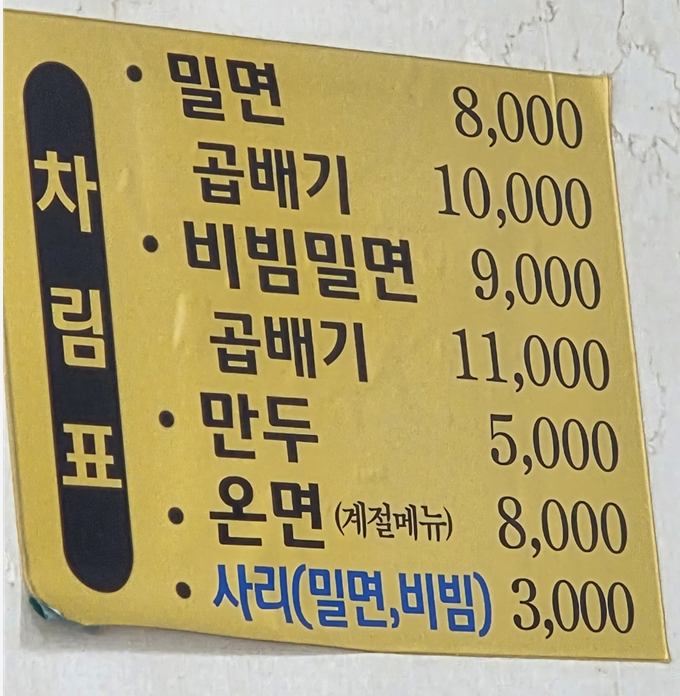 차림표
밀면 8,000
곱배기 10,000
비빔밀면 9,000
곱배기 11,000
만두 5,000
온면 (계절메뉴) 8,000
사리(밀면,비빔) 3,000